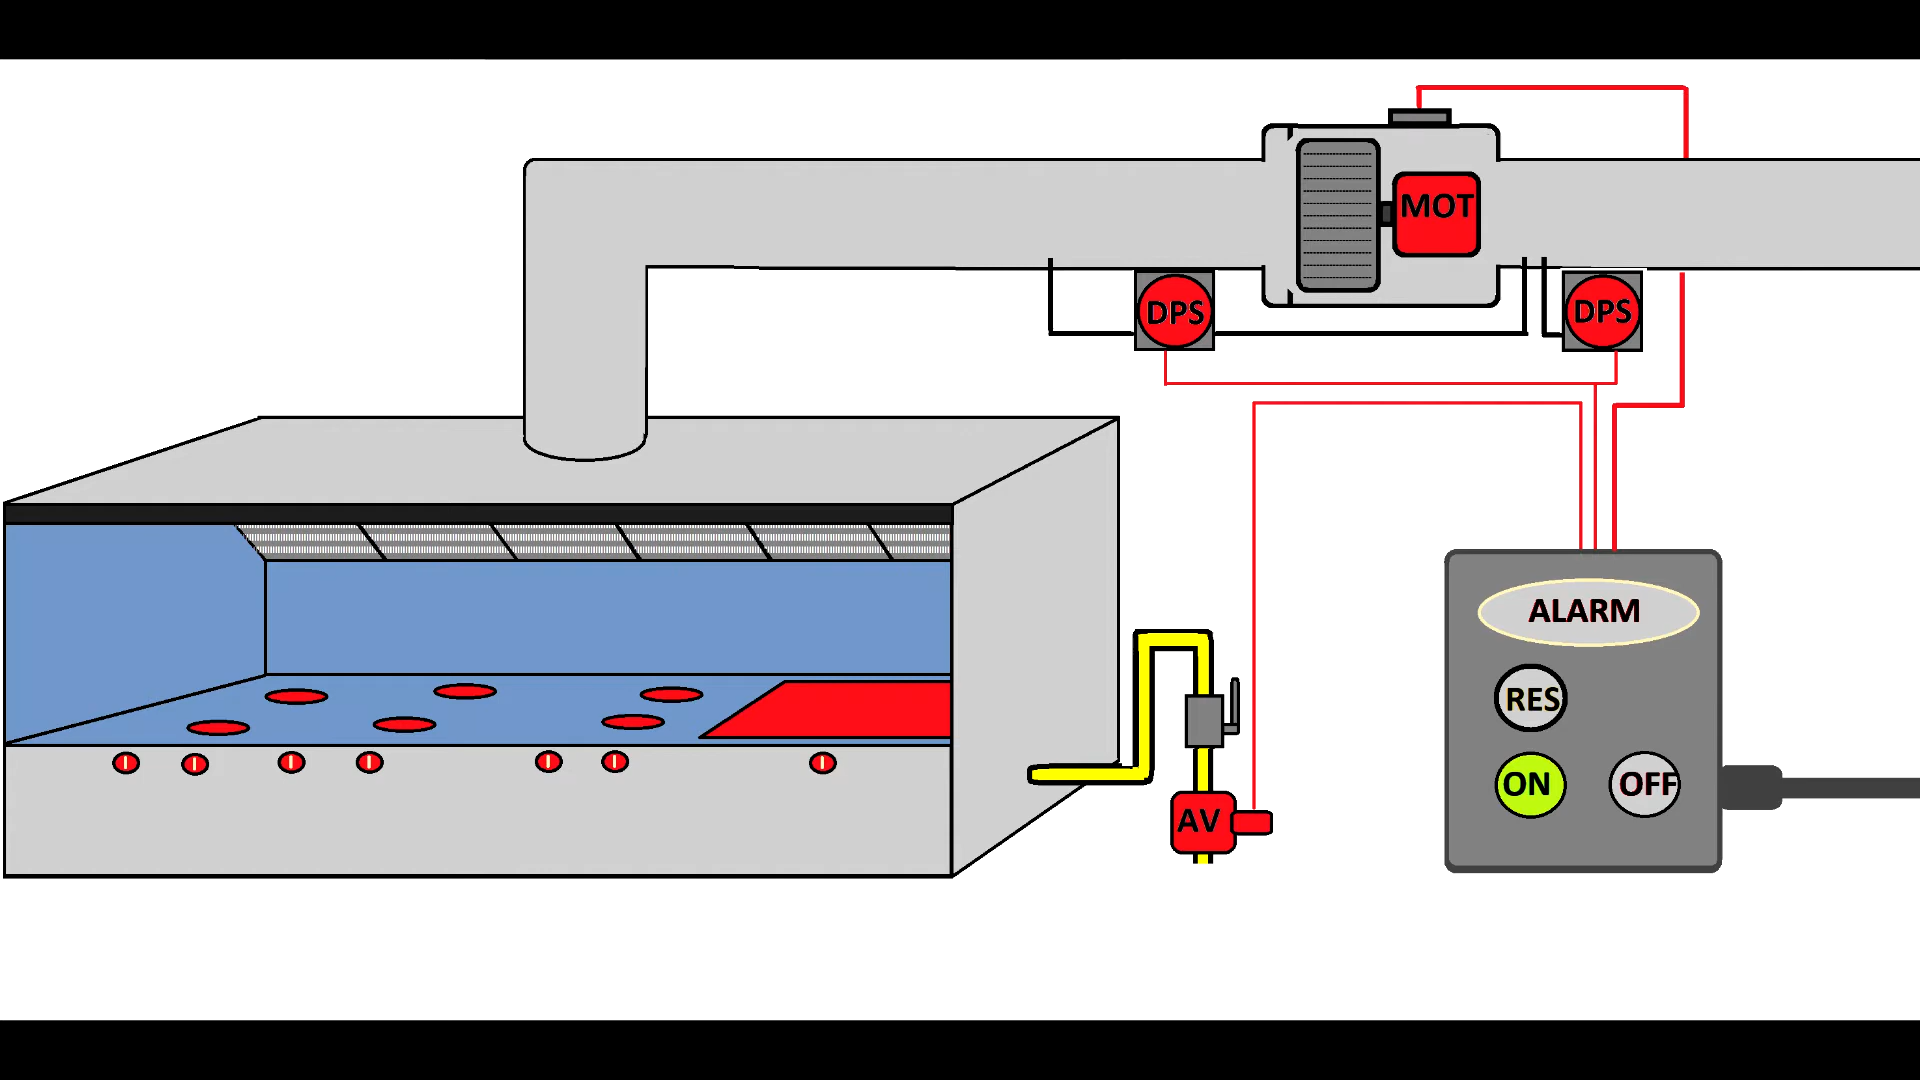 MOT
DPS
DPS
ALARM
RES
ON
OFF
AV